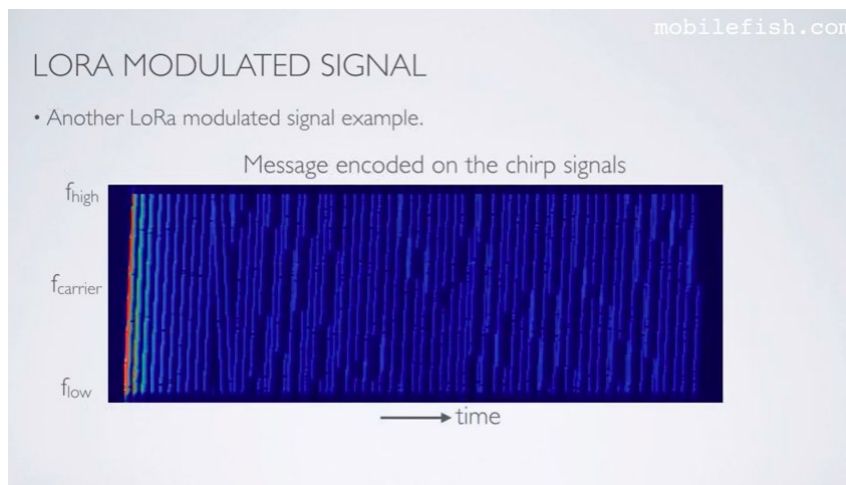 mobilefish.com
LORA MODULATED SIGNAL
• Another LoRa modulated signal example.
Message encoded on the chirp signals
fhigh
fcarrier
flow
time